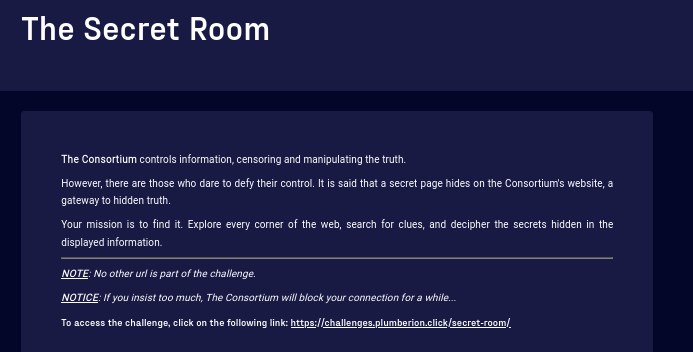 The Secret Room
The Consortium controls information, censoring and manipulating the truth.
However, there are those who dare to defy their control. It is said that a secret page hides on the Consortium's website, a
gateway to hidden truth.
Your mission is to find it. Explore every corner of the web, search for clues, and decipher the secrets hidden in the
displayed information.
NOTE: No other url is part of the challenge.
NOTICE: If you insist too much, The Consortium will block your connection for a while...
To access the challenge, click on the following link: https://challenges.plumberion.click/secret-room/